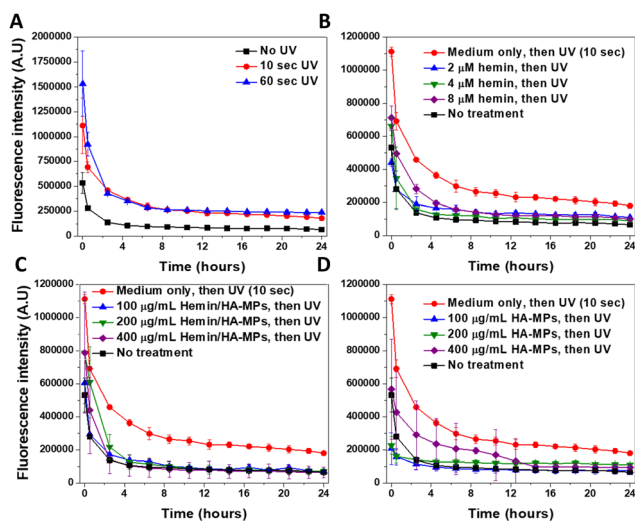 A
2000000
1750000
1500000
1250000
1000000
750000
500000
250000
0
Fluorescence intensity (A.U)
No UV
10 sec UV
60 sec UV
0 4 8 12 16 20 24
Time (hours)
B
1200000
1000000
800000
600000
400000
200000
0
Medium only, then UV (10 sec)
2 µM hemin, then UV
4 µM hemin, then UV
8 µM hemin, then UV
No treatment
0 4 8 12 16 20 24
Time (hours)
C
1200000
1000000
800000
600000
400000
200000
0
Fluorescence intensity (A.U)
Medium only, then UV (10 sec)
100 µg/mL Hemin/HA-MPs, then UV
200 µg/mL Hemin/HA-MPs, then UV
400 µg/mL Hemin/HA-MPs, then UV
No treatment
0 4 8 12 16 20 24
Time (hours)
D
1200000
1000000
800000
600000
400000
200000
0
Medium only, then UV (10 sec)
100 µg/mL HA-MPs, then UV
200 µg/mL HA-MPs, then UV
400 µg/mL HA-MPs, then UV
No treatment
0 4 8 12 16 20 24
Time (hours)